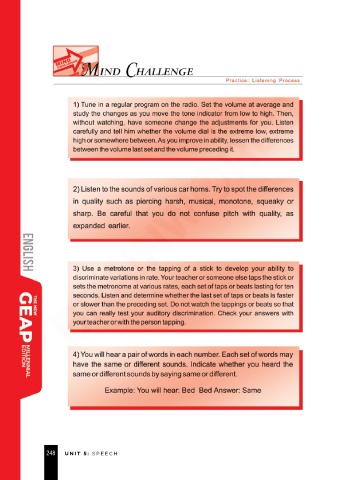 MIND
MIND CHALLENGE
Practice: Listening Process
1) Tune in a regular program on the radio. Set the volume at average and
study the changes as you move the tone indicator from low to high. Then,
without watching, have someone change the adjustments for you. Listen
carefully and tell him whether the volume dial is the extreme low, extreme
high or somewhere between. As you improve in ability, lessen the differences
between the volume last set and the volume preceding it.
2) Listen to the sounds of various car horns. Try to spot the differences
in quality such as piercing harsh, musical, monotone, squeaky or
sharp. Be careful that you do not confuse pitch with quality, as
expanded earlier.
3) Use a metrotone or the tapping of a stick to develop your ability to
discriminate variations in rate. Your teacher or someone else taps the stick or
sets the metronome at various rates, each set of taps or beats lasting for ten
seconds. Listen and determine whether the last set of taps or beats is faster
or slower than the preceding set. Do not watch the tappings or beats so that
you can really test your auditory discrimination. Check your answers with
your teacher or with the person tapping.
4) You will hear a pair of words in each number. Each set of words may
have the same or different sounds. Indicate whether you heard the
same or different sounds by saying same or different.
Example: You will hear: Bed Bed Answer: Same
ENGLISH
THE NEW
GEAP
MILLENNIAL
EDITION
248 UNIT 5: SPEECH